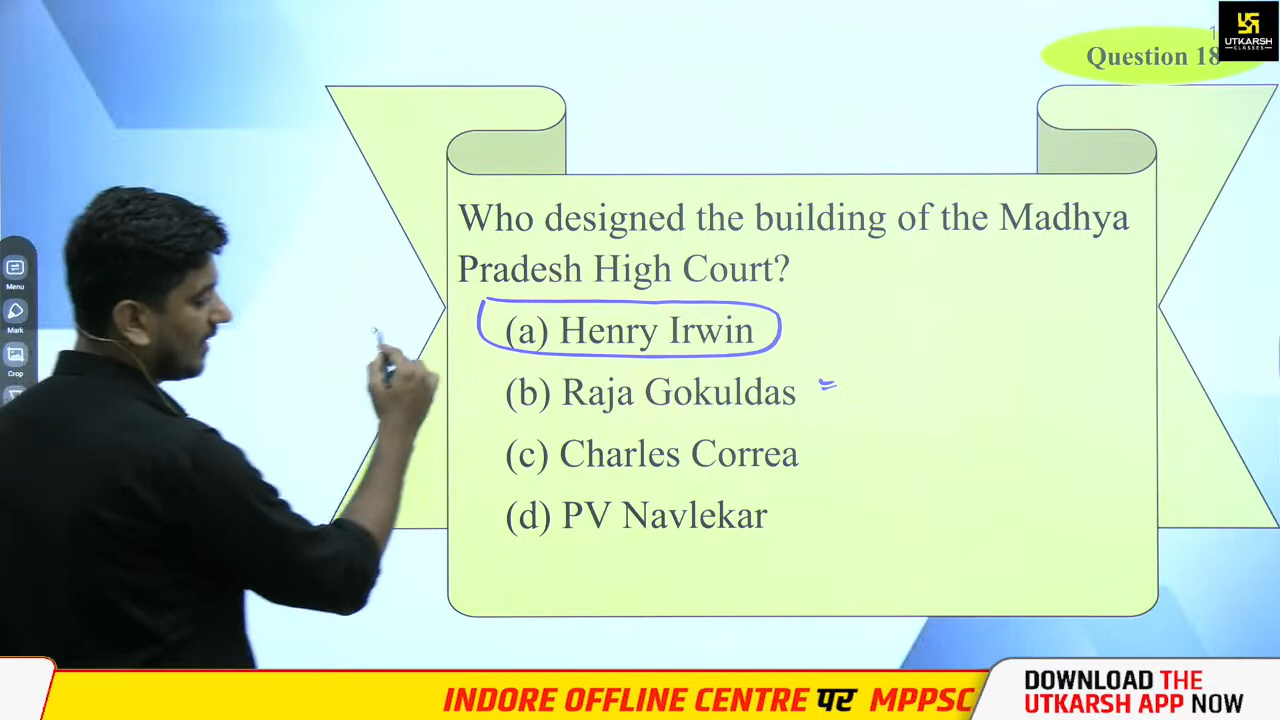 UTKARSH
CLASSES
Question 18
Who designed the building of the Madhya
Pradesh High Court?
(a) Henry Irwin
(b) Raja Gokuldas
(c) Charles Correa
(d) PV Navlekar
Menu
Mark
Crop
INDORE OFFLINE CENTRE पर MPPSC
DOWNLOAD THE
UTKARSH APP NOW